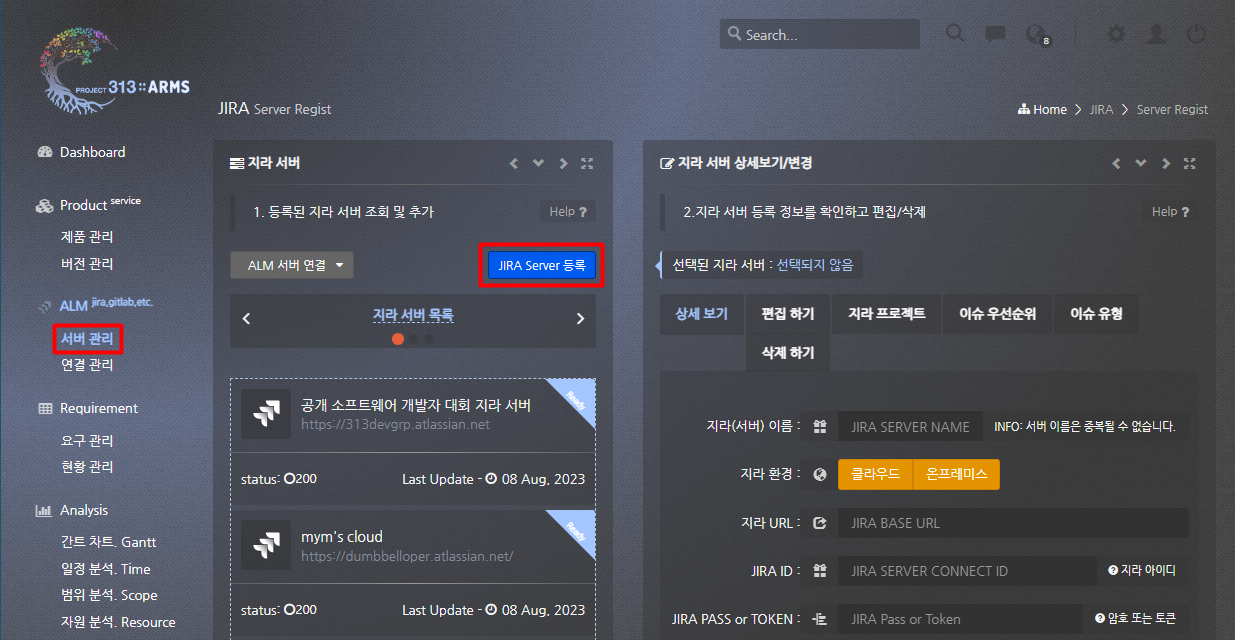 Search...
8
PROJECT 313::ARMS
JIRA Server Regist
Home > JIRA > Server Regist
Dashboard
Product service
제품 관리
버전 관리
ALM jira,gitlab,etc.
서버 관리
연결 관리
Requirement
요구 관리
현황 관리
Analysis
간트 차트. Gantt
일정 분석. Time
범위 분석. Scope
자원 분석. Resource
지라 서버
1. 등록된 지라 서버 조회 및 추가
Help ?
ALM 서버 연결
JIRA Server 등록
지라 서버 목록
공개 소프트웨어 개발자 대회 지라 서버
https://313devgrp.atlassian.net
Ready
status: 200
Last Update - 08 Aug, 2023
mym's cloud
https://dumbbelloper.atlassian.net/
Ready
status: 200
Last Update - 08 Aug, 2023
지라 서버 상세보기/변경
2.지라 서버 등록 정보를 확인하고 편집/삭제
Help ?
선택된 지라 서버 : 선택되지 않음
상세 보기
편집 하기
지라 프로젝트
이슈 우선순위
이슈 유형
삭제 하기
지라(서버) 이름 :
JIRA SERVER NAME
INFO: 서버 이름은 중복될 수 없습니다.
지라 환경 :
클라우드
온프레미스
지라 URL :
JIRA BASE URL
JIRA ID :
JIRA SERVER CONNECT ID
지라 아이디
JIRA PASS or TOKEN :
JIRA Pass or Token
암호 또는 토큰